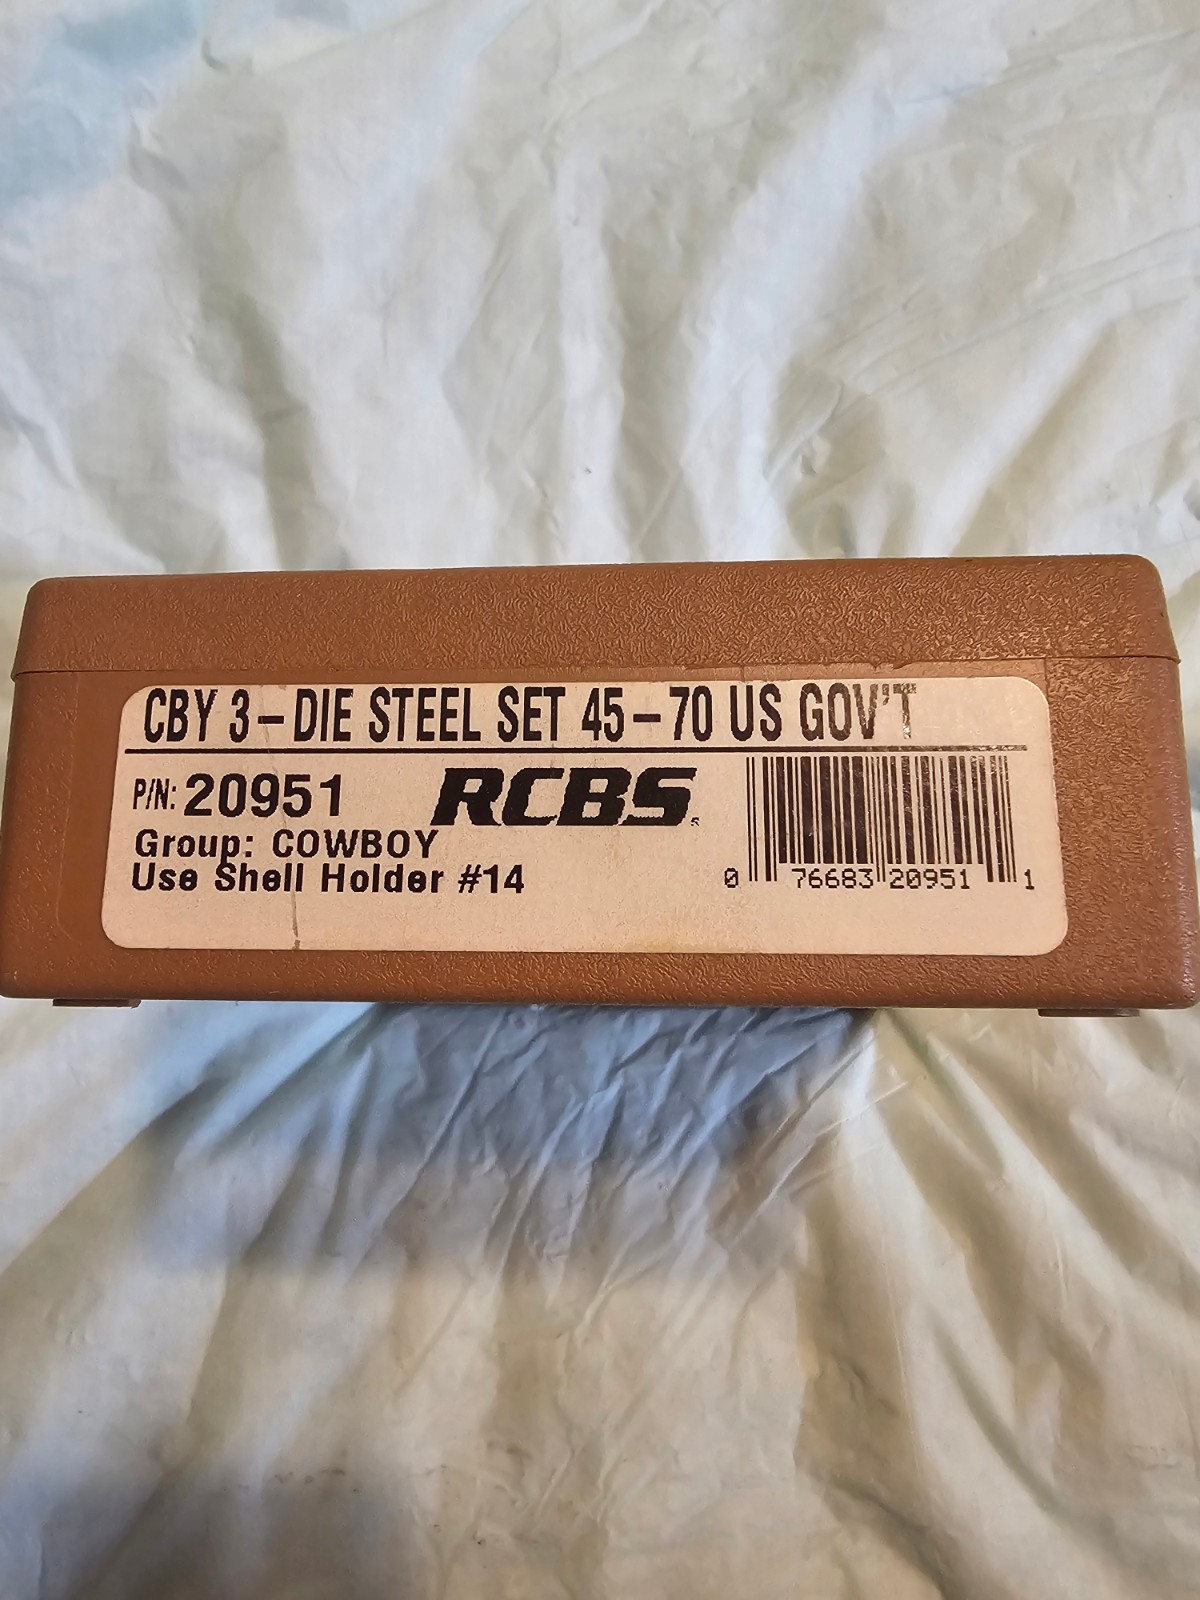 CBY 3-DIE STEEL SET 45-70 US GOV'T
P/N: 20951 RCBS
Group: COWBOY
Use Shell Holder #14
0 76683 20951 1